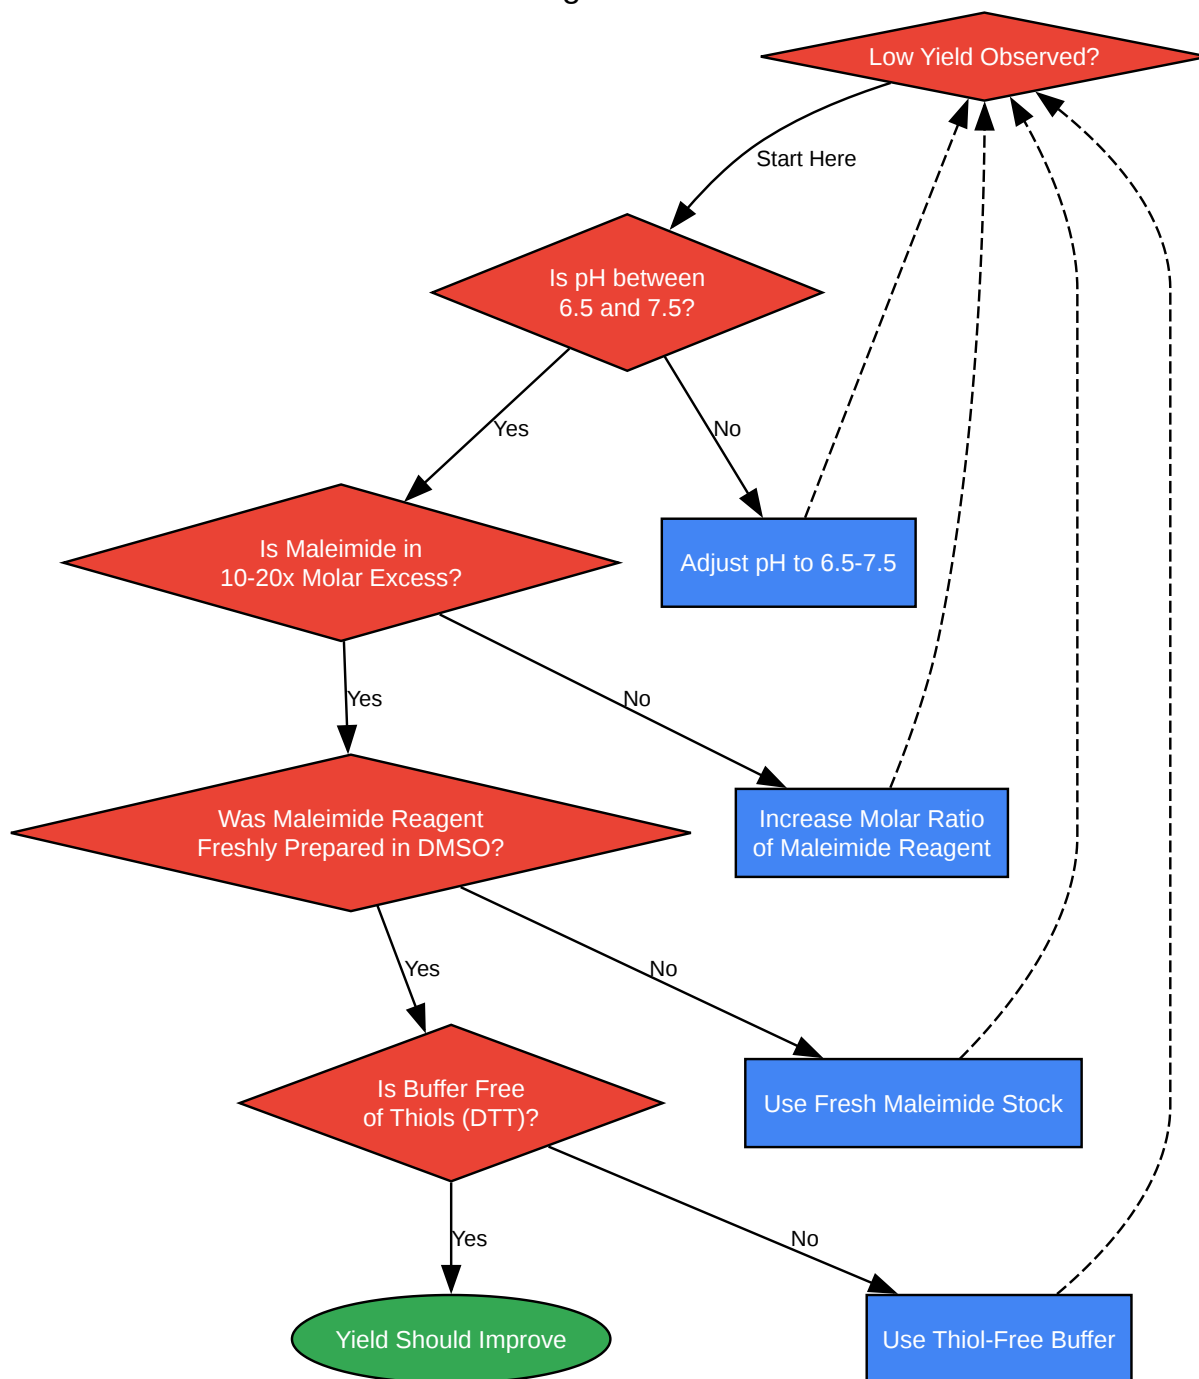 Low Yield Observed?
Start Here
Is pH between
6.5 and 7.5?
Yes
No
Is Maleimide in
10-20x Molar Excess?
Adjust pH to 6.5-7.5
Yes
No
Was Maleimide Reagent
Freshly Prepared in DMSO?
Increase Molar Ratio
of Maleimide Reagent
Yes
No
Is Buffer Free
of Thiols (DTT)?
Use Fresh Maleimide Stock
Yes
No
Yield Should Improve
Use Thiol-Free Buffer